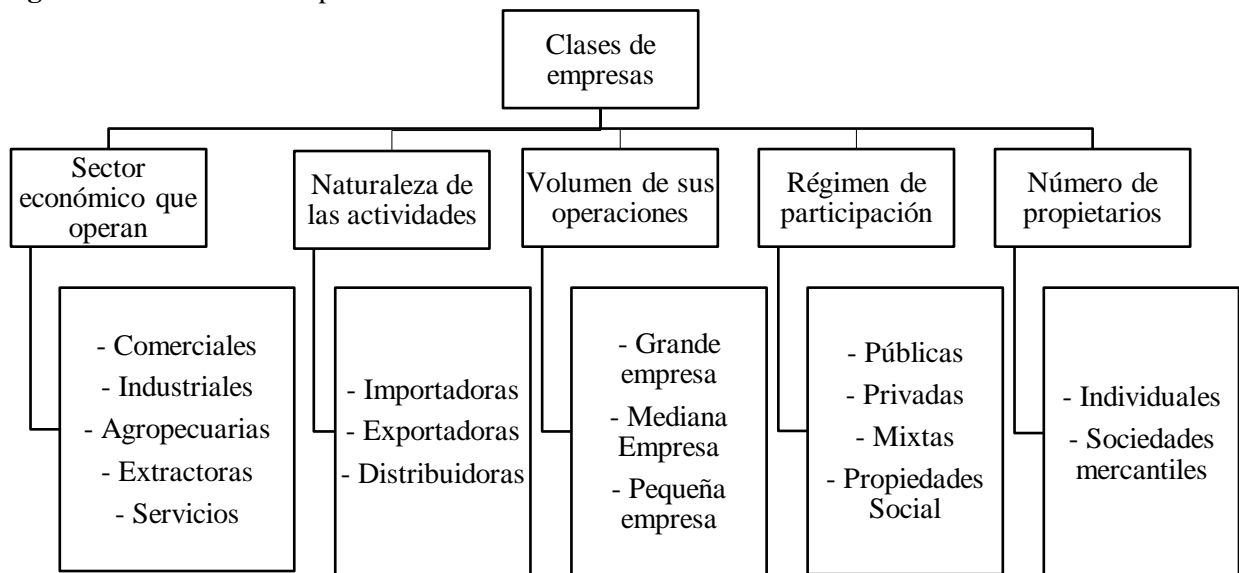 Clases de
empresas
Sector
económico que
operan
Naturaleza de
las actividades
Volumen de sus
operaciones
Régimen de
participación
Número de
propietarios
- Comerciales
- Industriales
- Agropecuarias
- Extractoras
- Servicios
- Importadoras
- Exportadoras
- Distribuidoras
- Grande
empresa
- Mediana
Empresa
- Pequeña
empresa
- Públicas
- Privadas
- Mixtas
- Propiedades
Social
- Individuales
- Sociedades
mercantiles